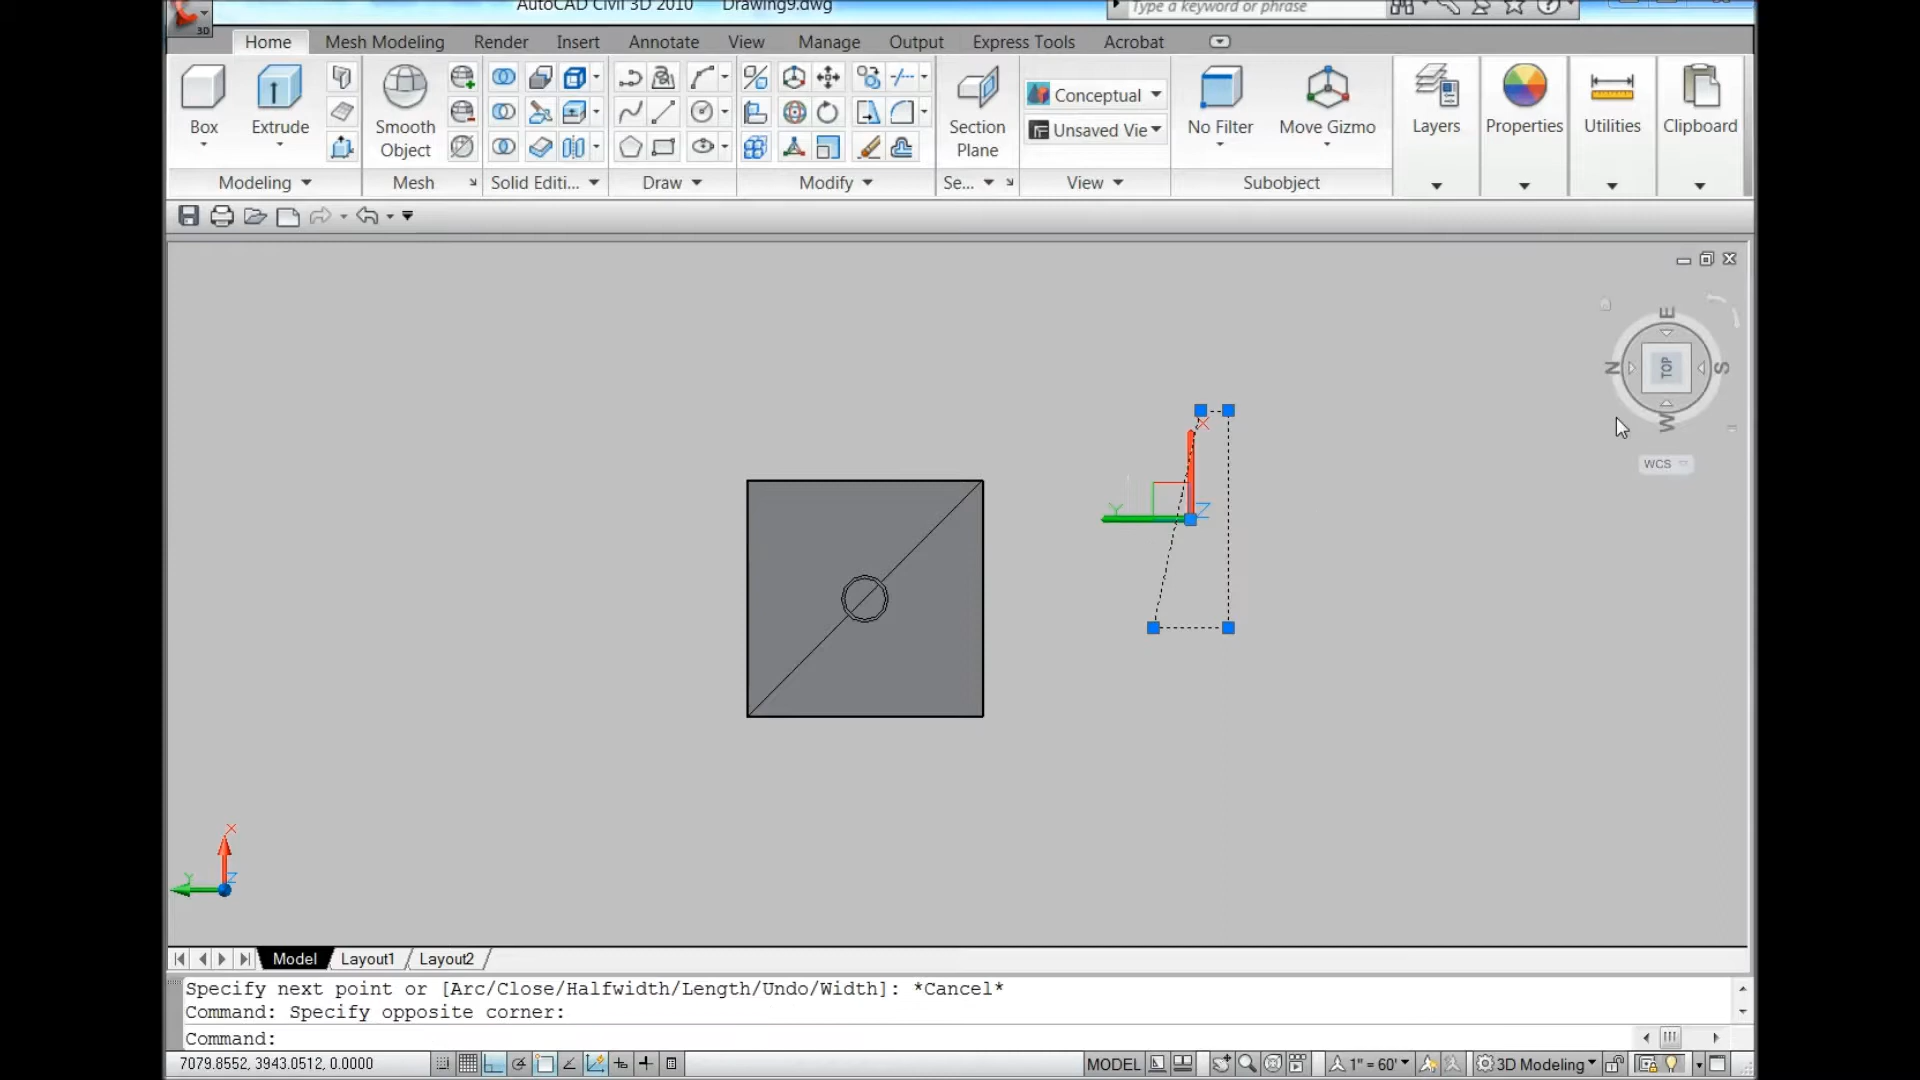 AutoCAD Civil 3D 2010 Drawing9.dwg
Type a keyword or phrase
3D
Home Mesh Modeling Render Insert Annotate View Manage Output Express Tools Acrobat
Box
Extrude
Smooth Object
Section Plane
Conceptual
Unsaved Vie
No Filter
Move Gizmo
Layers
Properties
Utilities
Clipboard
Modeling Mesh Solid Editi... Draw Modify Se... View Subobject
E
N TOP S
W
WCS
X
Y Z
X
Y Z
Model Layout1 Layout2
Specify next point or [Arc/Close/Halfwidth/Length/Undo/Width]: *Cancel*
Command: Specify opposite corner:
Command:
7079.8552, 3943.0512, 0.0000
MODEL
1" = 60'
3D Modeling